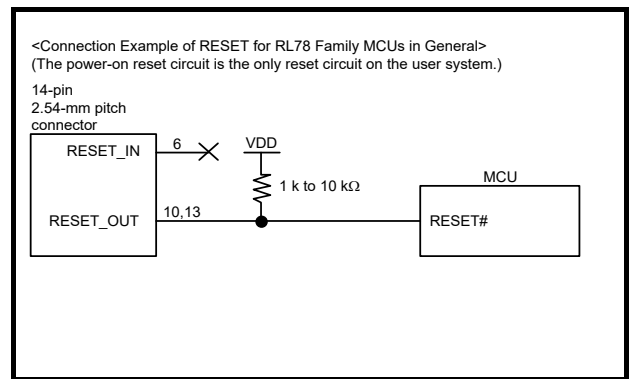 <Connection Example of RESET for RL78 Family MCUs in General>
(The power-on reset circuit is the only reset circuit on the user system.)
14-pin
2.54-mm pitch
connector
RESET_IN
6
VDD
1 k to 10 kΩ
MCU
RESET_OUT
10,13
RESET#